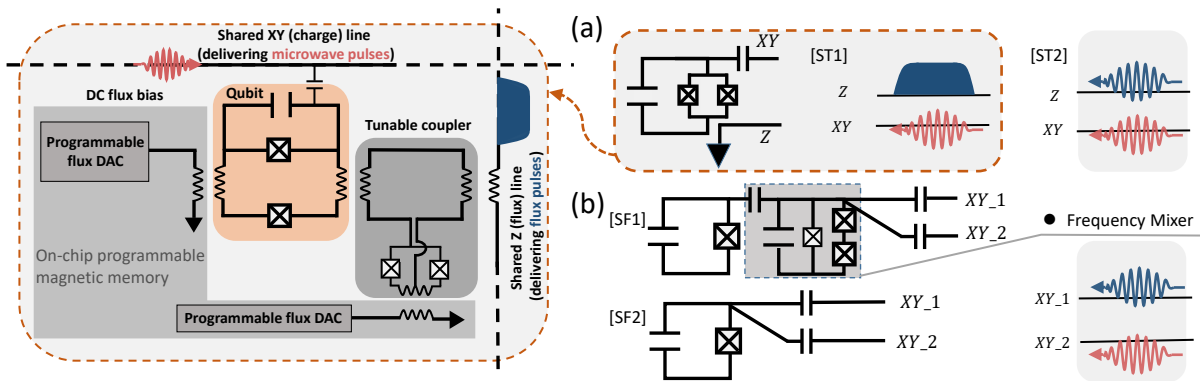 Shared XY (charge) line
(delivering microwave pulses)
DC flux bias
Qubit
Programmable
flux DAC
Tunable coupler
On-chip programmable
magnetic memory
Programmable flux DAC
Shared Z (flux) line
(delivering flux pulses)
(a)
XY
Z
[ST1]
Z
XY
[ST2]
Z
XY
(b)
[SF1]
XY_1
XY_2
● Frequency Mixer
[SF2]
XY_1
XY_2
XY_1
XY_2